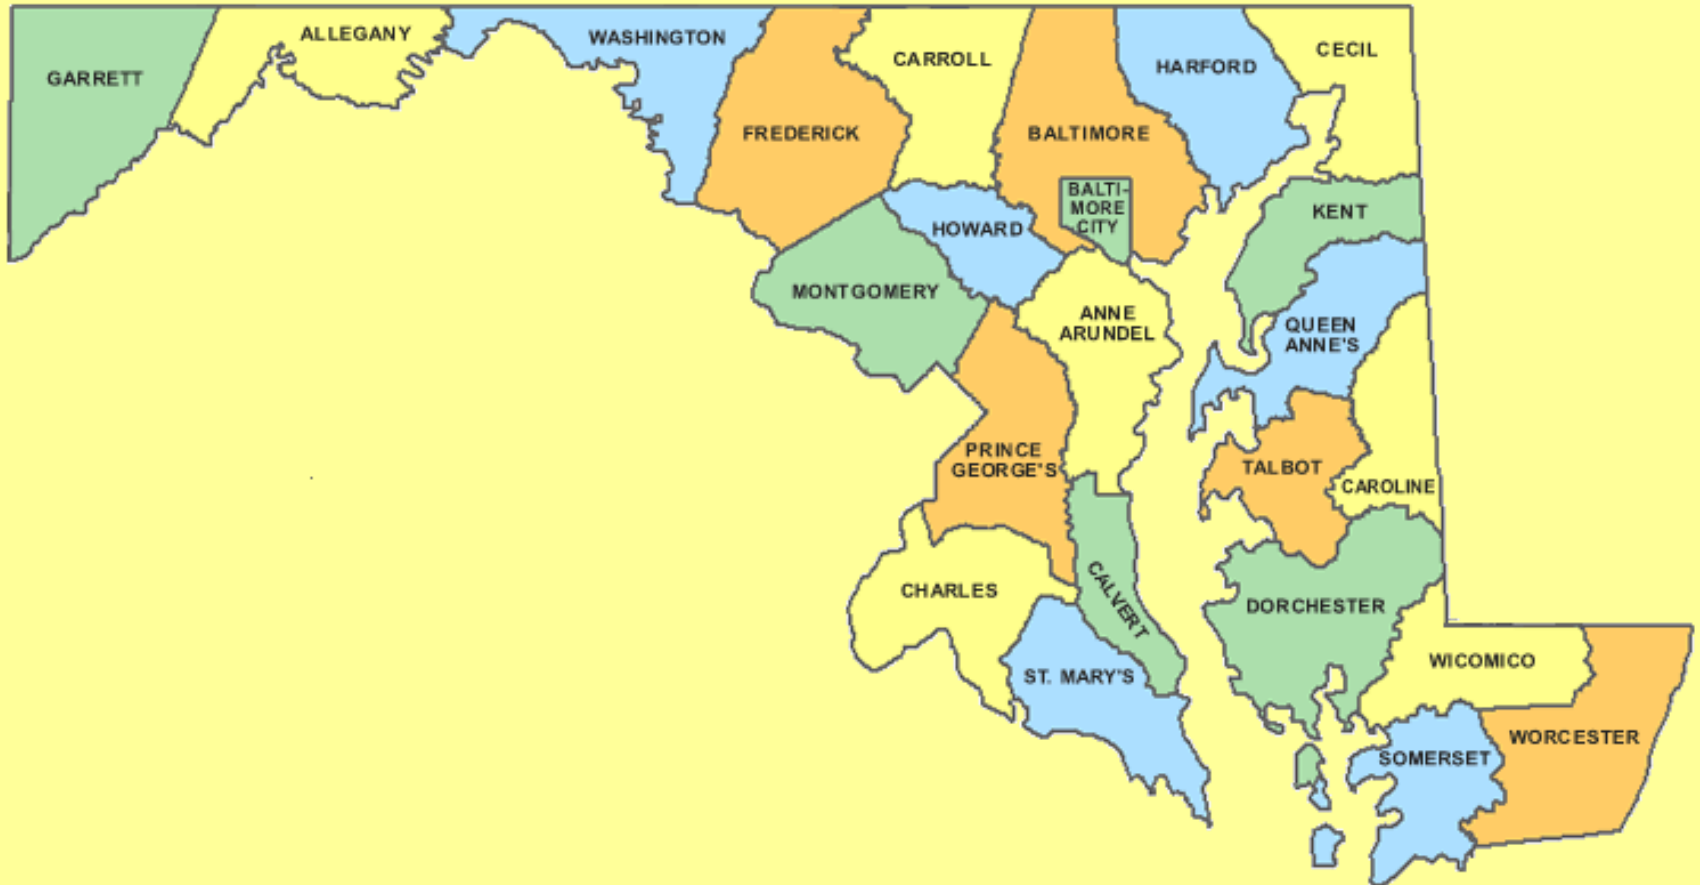 GARRETT
ALLEGANY
WASHINGTON
FREDERICK
CARROLL
BALTIMORE
HARFORD
CECIL
BALTI-
MORE
CITY
HOWARD
KENT
MONTGOMERY
ANNE
ARUNDEL
QUEEN
ANNE'S
PRINCE
GEORGE'S
TALBOT
CAROLINE
CHARLES
CALVERT
DORCHESTER
ST. MARY'S
WICOMICO
SOMERSET
WORCESTER